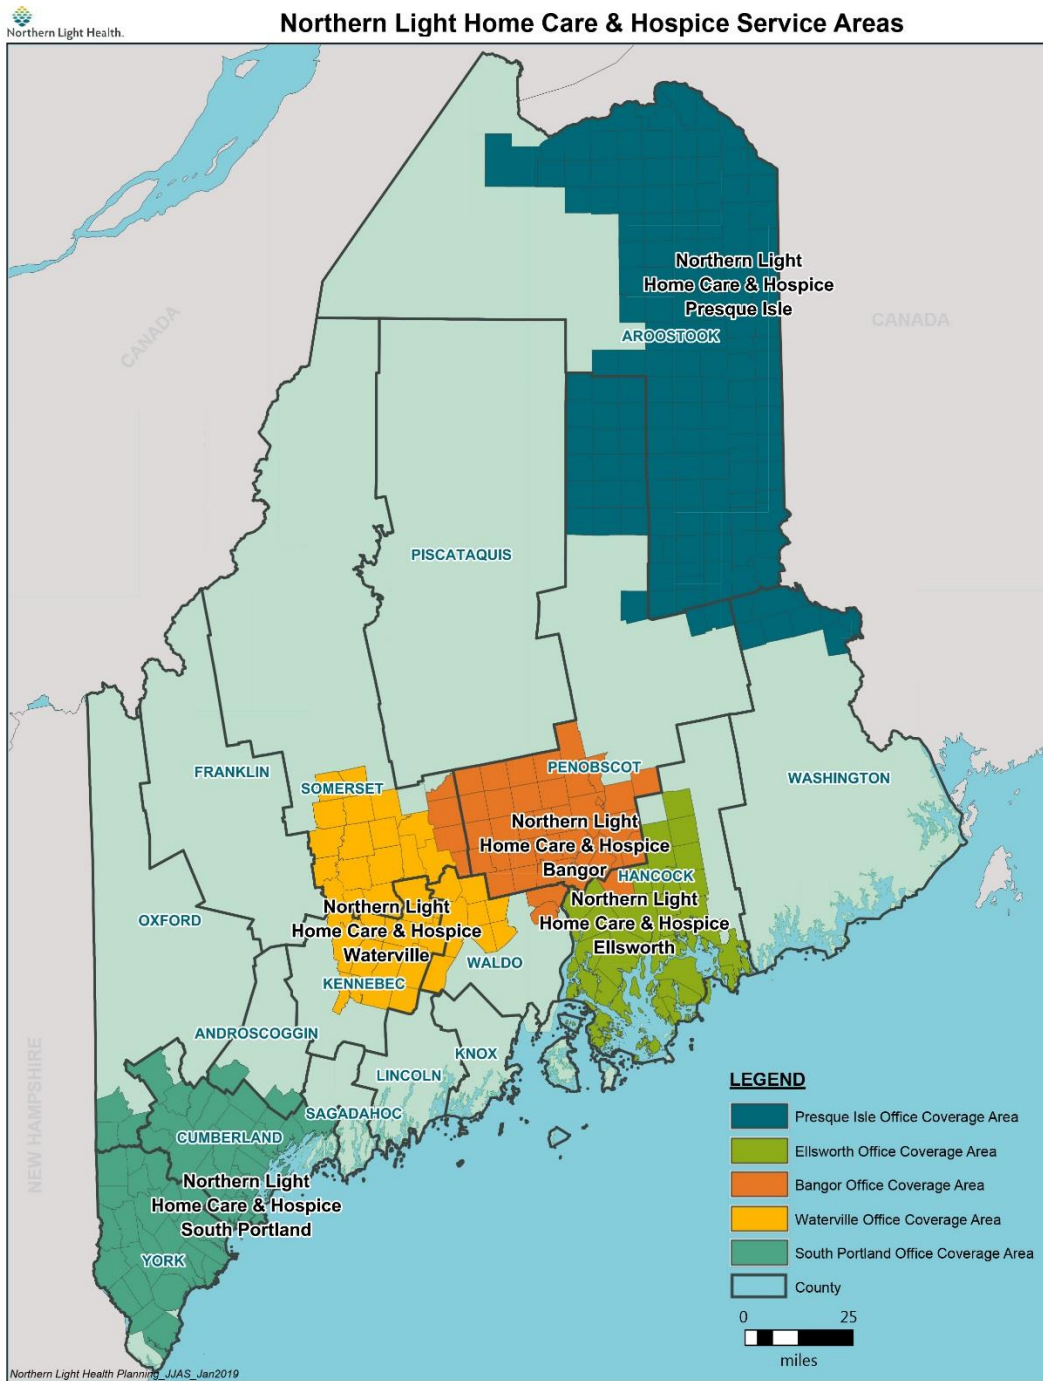 Northern Light Health.
Northern Light Home Care & Hospice Service Areas
CANADA
CANADA
Northern Light
Home Care & Hospice
Presque Isle
AROOSTOOK
PISCATAQUIS
FRANKLIN
SOMERSET
PENOBSCOT
WASHINGTON
Northern Light
Home Care & Hospice
Bangor
HANCOCK
Northern Light
Home Care & Hospice
Ellsworth
OXFORD
Northern Light
Home Care & Hospice
Waterville
WALDO
KENNEBEC
ANDROSCOGGIN
KNOX
LINCOLN
SAGADAHOC
CUMBERLAND
NEW HAMPSHIRE
Northern Light
Home Care & Hospice
South Portland
YORK
LEGEND
Presque Isle Office Coverage Area
Ellsworth Office Coverage Area
Bangor Office Coverage Area
Waterville Office Coverage Area
South Portland Office Coverage Area
County
0 25
miles
Northern Light Health Planning_JJAS_Jan2019